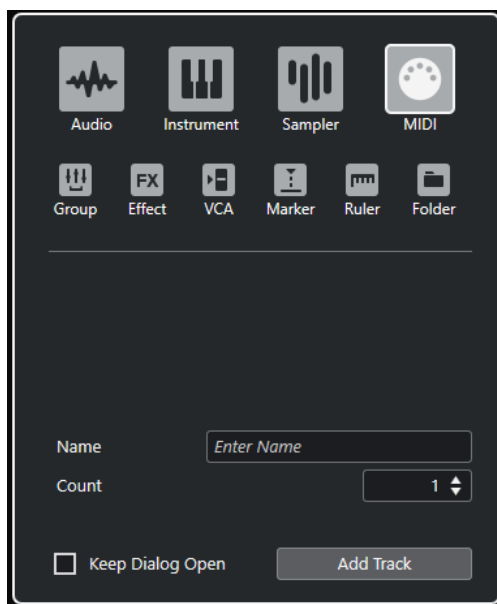 Audio Instrument Sampler MIDI
FX
Group Effect VCA Marker Ruler Folder
Name Enter Name
Count 1
Keep Dialog Open Add Track